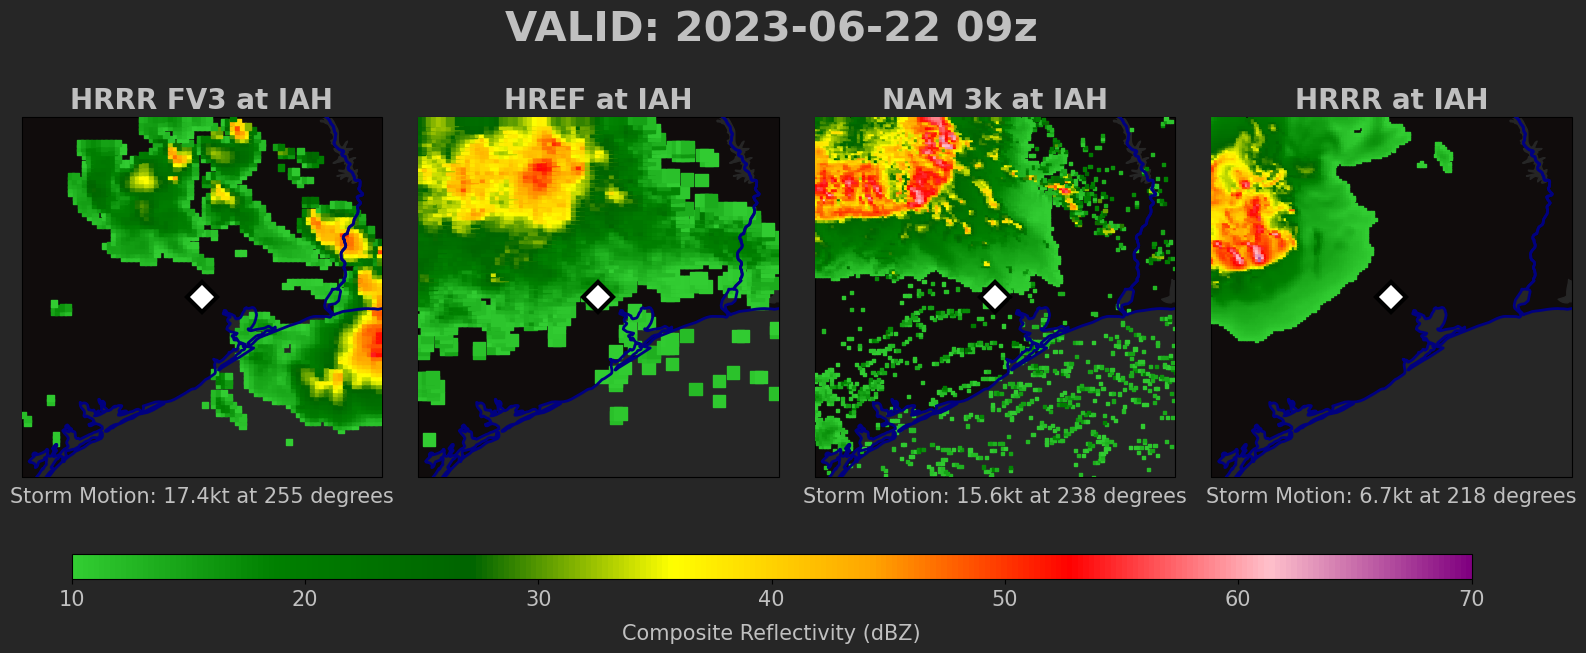 VALID: 2023-06-22 09z
HRRR FV3 at IAH
HREF at IAH
NAM 3k at IAH
HRRR at IAH
Storm Motion: 17.4kt at 255 degrees
Storm Motion: 15.6kt at 238 degrees
Storm Motion: 6.7kt at 218 degrees
10 20 30 40 50 60 70
Composite Reflectivity (dBZ)